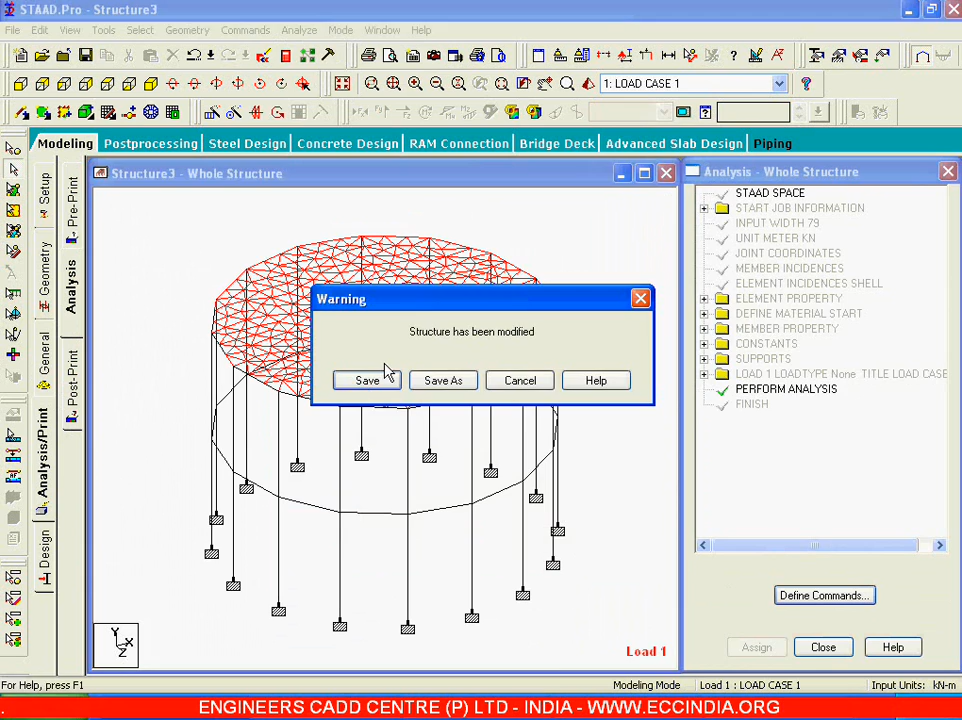 STAAD.Pro - Structure3
File Edit View Tools Select Geometry Commands Analyze Mode Window Help
1: LOAD CASE 1
Modeling Postprocessing Steel Design Concrete Design RAM Connection Bridge Deck Advanced Slab Design Piping
Setup
Geometry
General
Analysis/Print
Design
Pre-Print
Analysis
Post-Print
Structure3 - Whole Structure
Warning
Structure has been modified
Save Save As Cancel Help
Y
X
Z
Load 1
Analysis - Whole Structure
STAAD SPACE
START JOB INFORMATION
INPUT WIDTH 79
UNIT METER KN
JOINT COORDINATES
MEMBER INCIDENCES
ELEMENT INCIDENCES SHELL
ELEMENT PROPERTY
DEFINE MATERIAL START
MEMBER PROPERTY
CONSTANTS
SUPPORTS
LOAD 1 LOADTYPE None TITLE LOAD CASE
PERFORM ANALYSIS
FINISH
Define Commands...
Assign Close Help
For Help, press F1 Modeling Mode Load 1 : LOAD CASE 1 Input Units: kN-m
ENGINEERS CADD CENTRE (P) LTD - INDIA - WWW.ECCINDIA.ORG